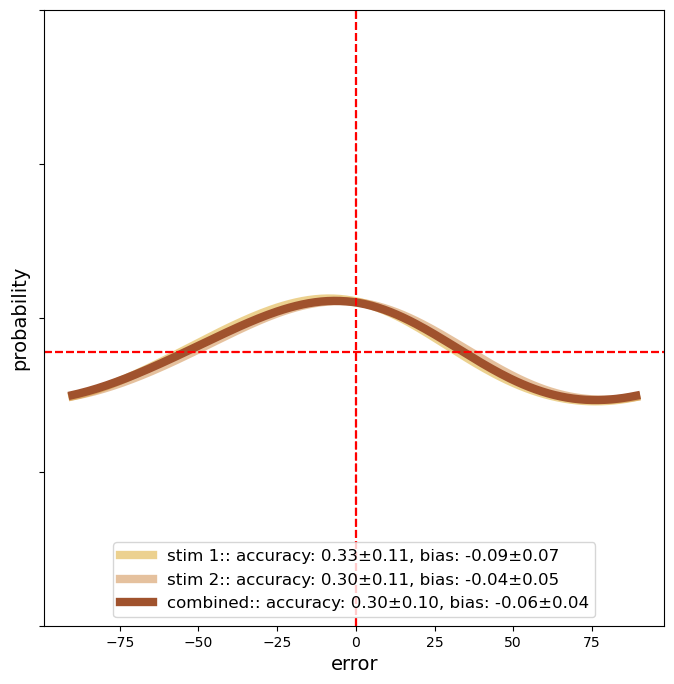 probability
stim 1:: accuracy: 0.33±0.11, bias: -0.09±0.07
stim 2:: accuracy: 0.30±0.11, bias: -0.04±0.05
combined:: accuracy: 0.30±0.10, bias: -0.06±0.04
−75 −50 −25 0 25 50 75
error